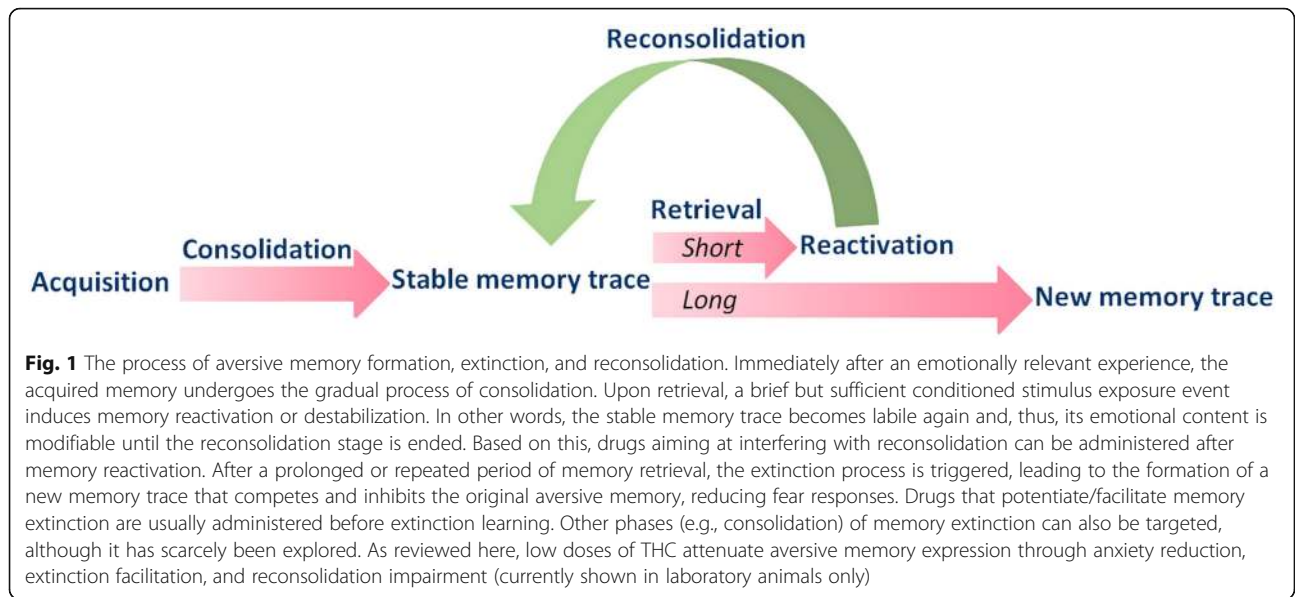 Reconsolidation
Retrieval
Short
Reactivation
Consolidation
Acquisition
Stable memory trace
Long
New memory trace
Fig. 1 The process of aversive memory formation, extinction, and reconsolidation. Immediately after an emotionally relevant experience, the
acquired memory undergoes the gradual process of consolidation. Upon retrieval, a brief but sufficient conditioned stimulus exposure event
induces memory reactivation or destabilization. In other words, the stable memory trace becomes labile again and, thus, its emotional content is
modifiable until the reconsolidation stage is ended. Based on this, drugs aiming at interfering with reconsolidation can be administered after
memory reactivation. After a prolonged or repeated period of memory retrieval, the extinction process is triggered, leading to the formation of a
new memory trace that competes and inhibits the original aversive memory, reducing fear responses. Drugs that potentiate/facilitate memory
extinction are usually administered before extinction learning. Other phases (e.g., consolidation) of memory extinction can also be targeted,
although it has scarcely been explored. As reviewed here, low doses of THC attenuate aversive memory expression through anxiety reduction,
extinction facilitation, and reconsolidation impairment (currently shown in laboratory animals only)